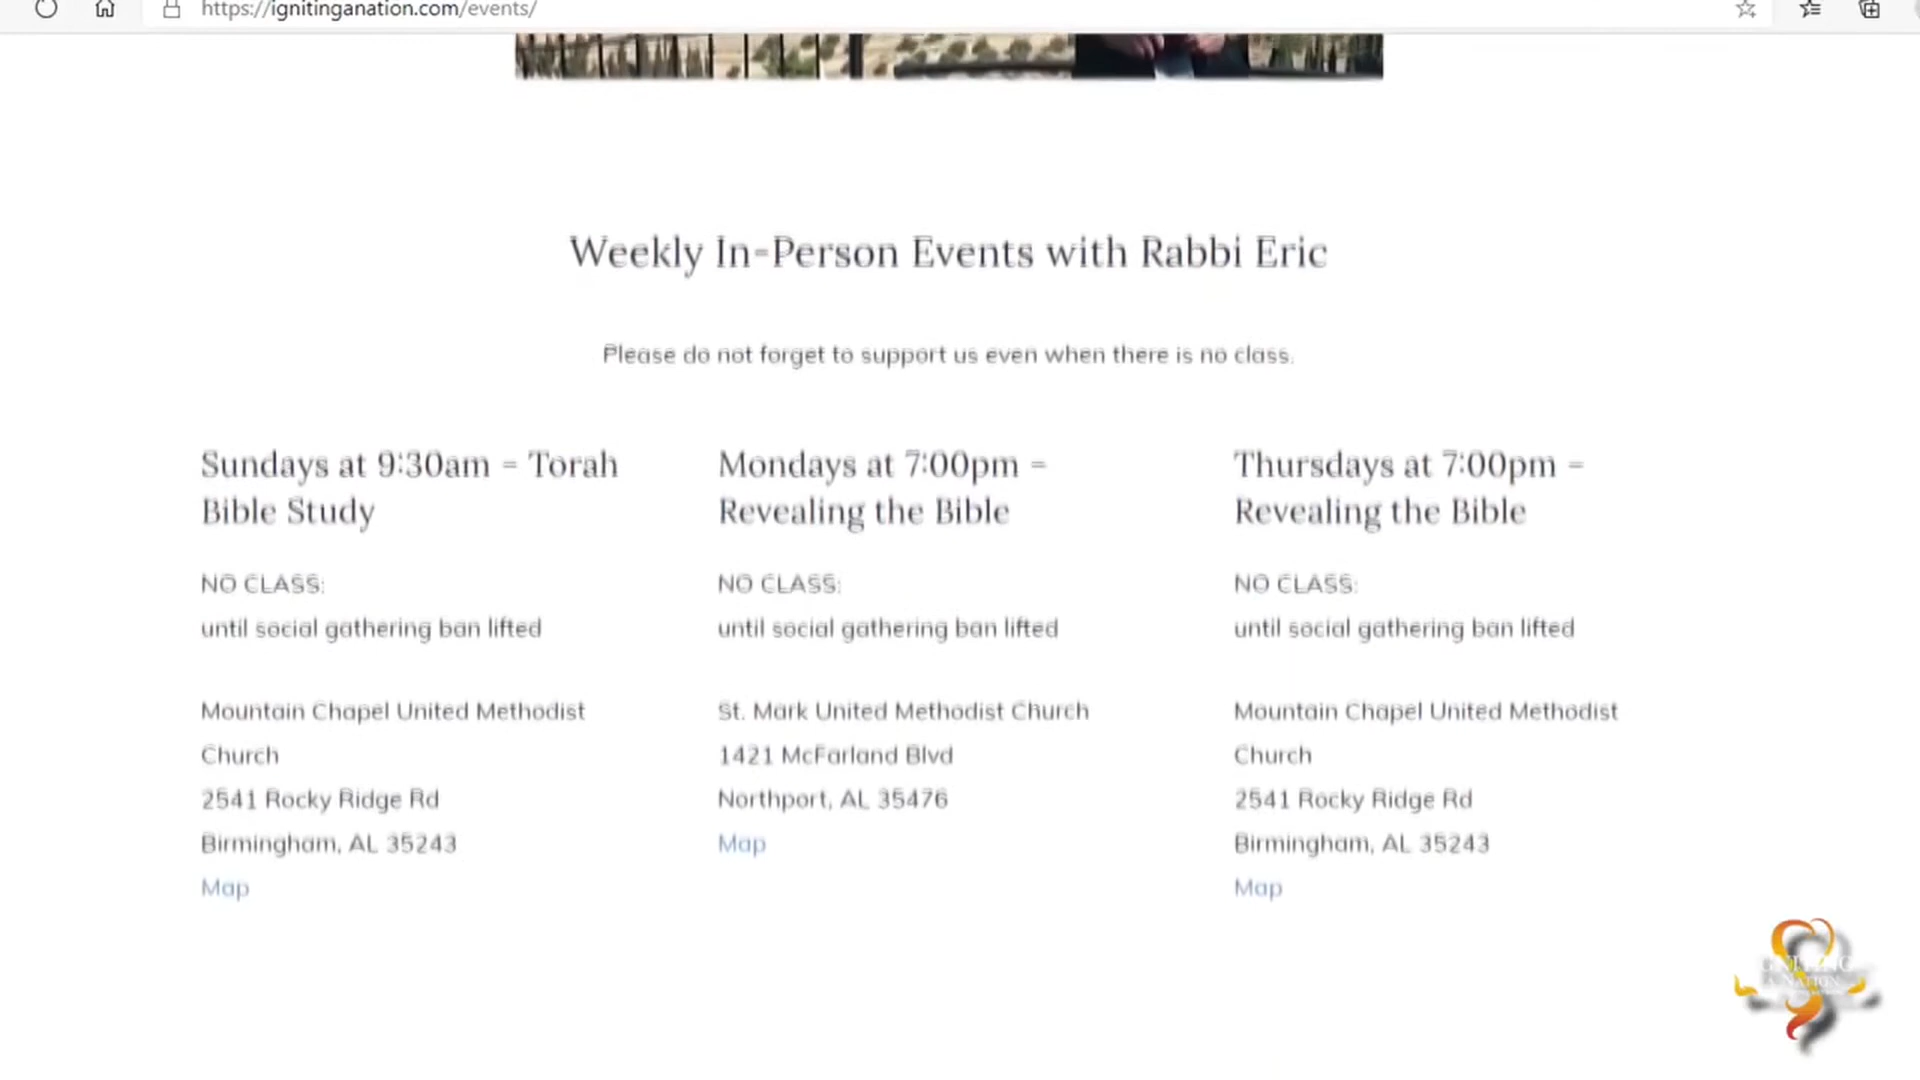 https://ignitinganation.com/events/
Weekly In-Person Events with Rabbi Eric
Please do not forget to support us even when there is no class.
Sundays at 9:30am = Torah
Bible Study
NO CLASS:
until social gathering ban lifted
Mountain Chapel United Methodist
Church
2541 Rocky Ridge Rd
Birmingham, AL 35243
Map
Mondays at 7:00pm =
Revealing the Bible
NO CLASS:
until social gathering ban lifted
St. Mark United Methodist Church
1421 McFarland Blvd
Northport, AL 35476
Map
Thursdays at 7:00pm =
Revealing the Bible
NO CLASS:
until social gathering ban lifted
Mountain Chapel United Methodist
Church
2541 Rocky Ridge Rd
Birmingham, AL 35243
Map
IGNITING
A NATION